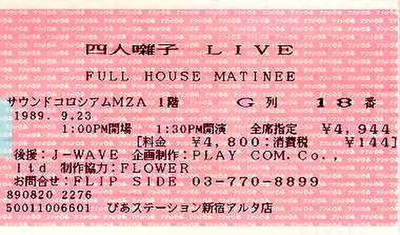 四人囃子 LIVE
FULL HOUSE MATINEE
サウンドコロシアムMZA 1階 G 列 18 番
1989. 9.23
1:00PM開場 1:30PM開演 全席指定 ¥4,944
[料金 ¥4,800:消費税 ¥144]
後援:J-WAVE 企画制作:PLAY COM.Co.,
ltd 制作協力:FLOWER
お問合せ:FLIP SIDE 03-770-8899
890820 2276
50011006601 ぴあステーション新宿アルタ店